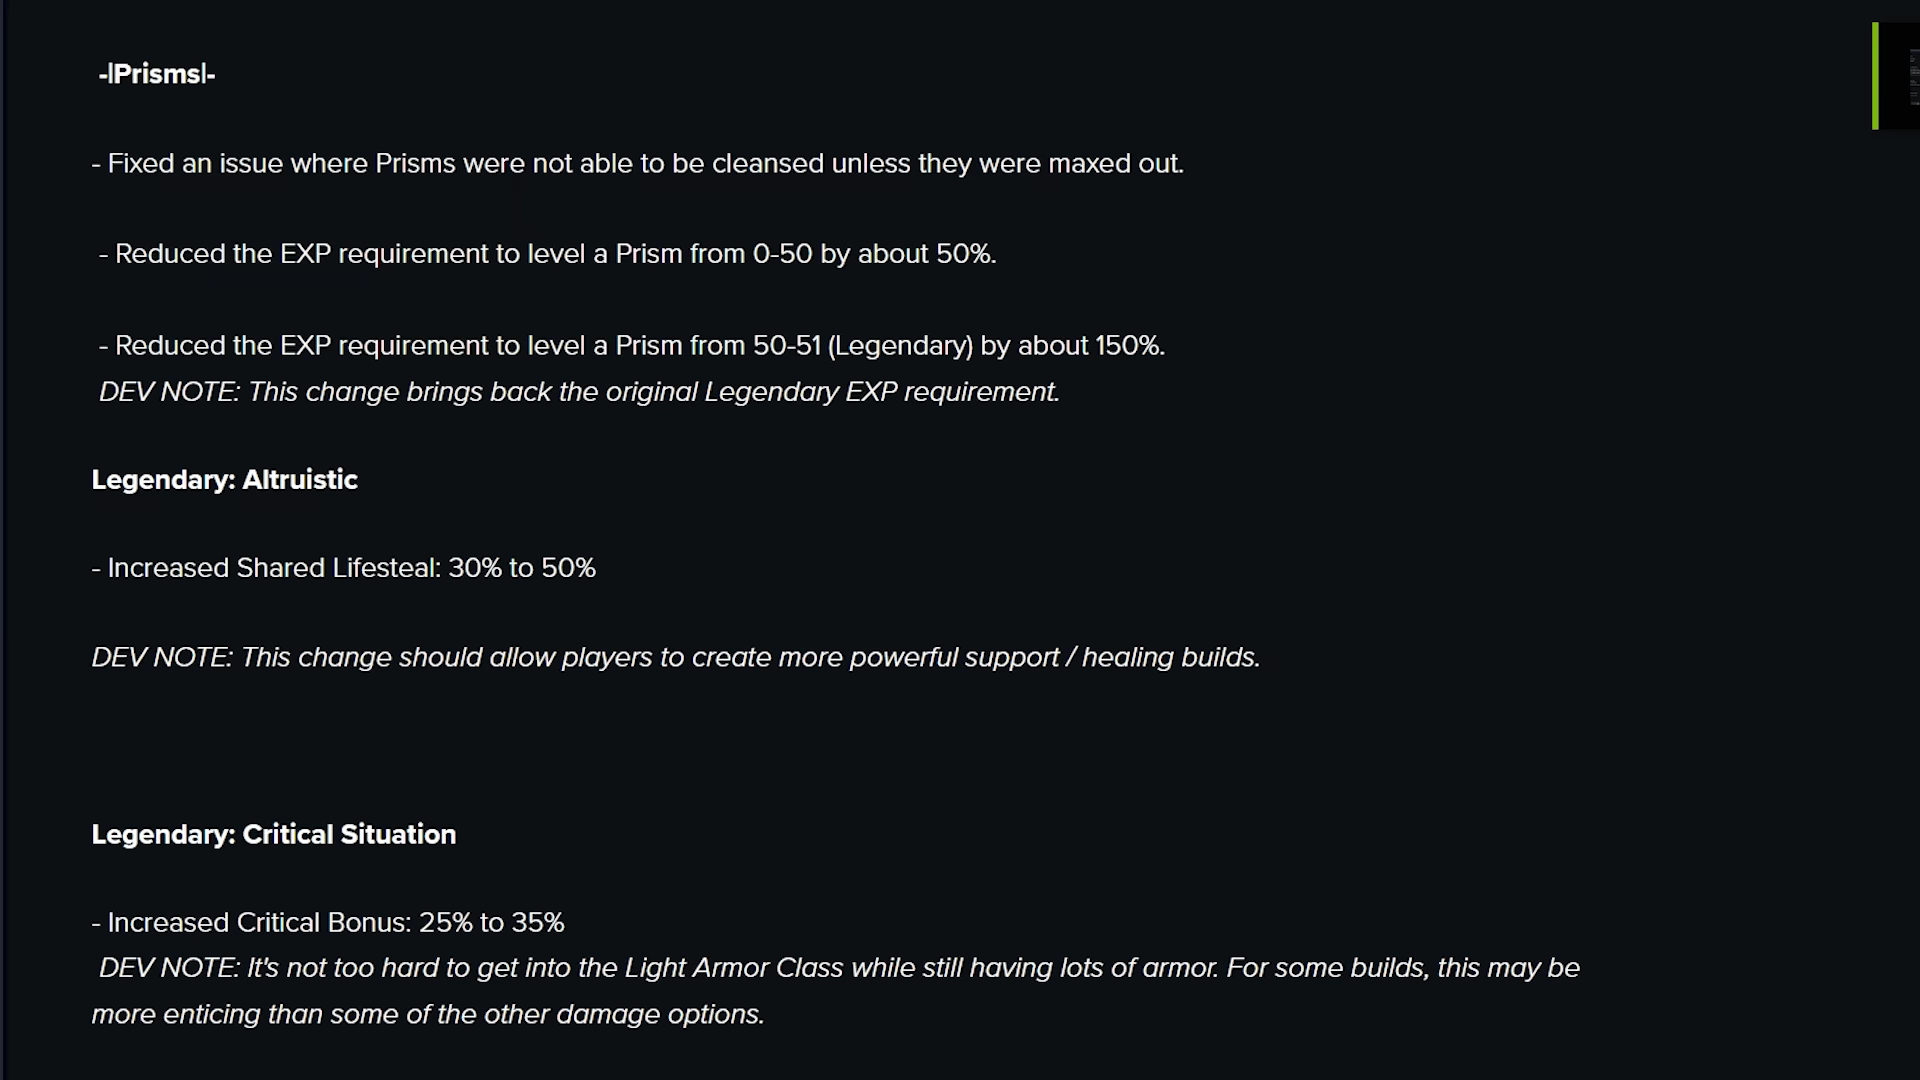 -|Prisms|-
- Fixed an issue where Prisms were not able to be cleansed unless they were maxed out.
- Reduced the EXP requirement to level a Prism from 0-50 by about 50%.
- Reduced the EXP requirement to level a Prism from 50-51 (Legendary) by about 150%.
DEV NOTE: This change brings back the original Legendary EXP requirement.
Legendary: Altruistic
- Increased Shared Lifesteal: 30% to 50%
DEV NOTE: This change should allow players to create more powerful support / healing builds.
Legendary: Critical Situation
- Increased Critical Bonus: 25% to 35%
DEV NOTE: It's not too hard to get into the Light Armor Class while still having lots of armor. For some builds, this may be
more enticing than some of the other damage options.